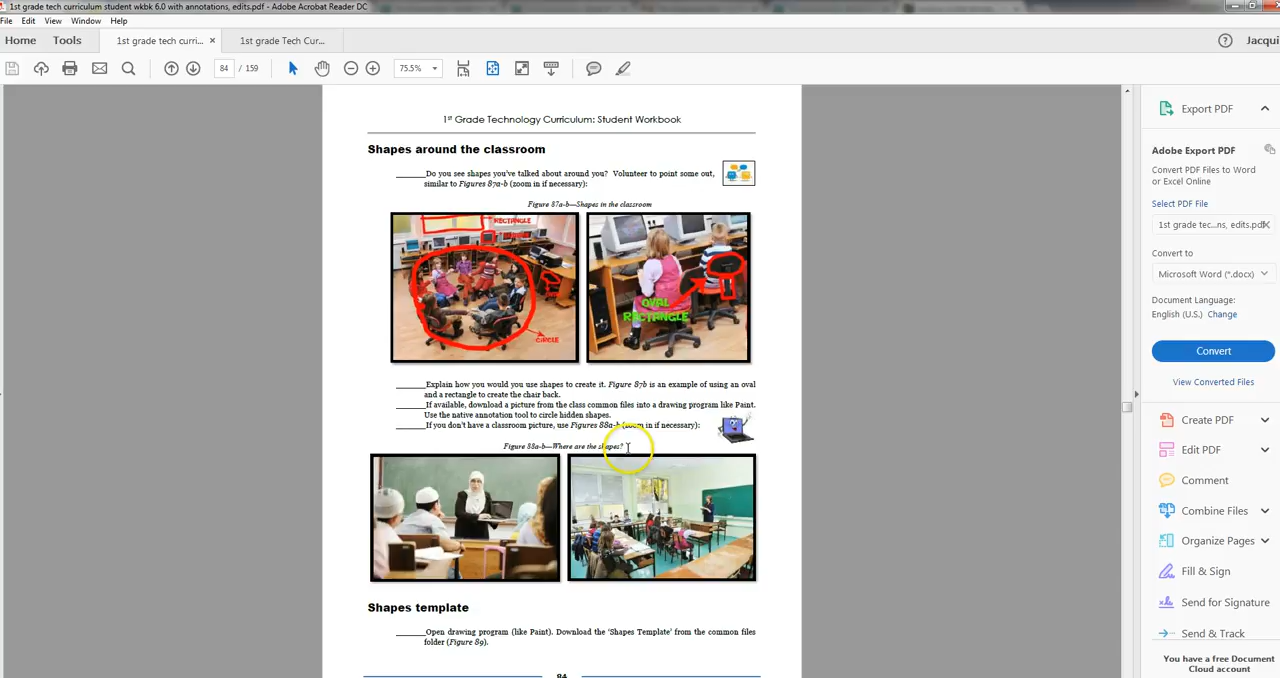 1st grade tech curriculum student wkbk 6.0 with annotations, edits.pdf - Adobe Acrobat Reader DC
File Edit View Window Help
Home Tools 1st grade tech curri... × 1st grade Tech Cur... ? Jacqui
84 / 159 75.5%
1st Grade Technology Curriculum: Student Workbook
Shapes around the classroom
______Do you see shapes you've talked about around you? Volunteer to point some out,
similar to Figures 87a-b (zoom in if necessary):
Figure 87a-b—Shapes in the classroom
RECTANGLE
CIRCLE
OVAL
RECTANGLE
______Explain how you would you use shapes to create it. Figure 87b is an example of using an oval
and a rectangle to create the chair back.
______If available, download a picture from the class common files into a drawing program like Paint.
Use the native annotation tool to circle hidden shapes.
______If you don't have a classroom picture, use Figures 88a-b (zoom in if necessary):
Figure 88a-b—Where are the shapes?
Shapes template
______Open drawing program (like Paint). Download the 'Shapes Template' from the common files
folder (Figure 89).
84
Export PDF
Adobe Export PDF
Convert PDF Files to Word
or Excel Online
Select PDF File
1st grade tec...ns, edits.pdf ×
Convert to
Microsoft Word (*.docx)
Document Language:
English (U.S.) Change
Convert
View Converted Files
Create PDF
Edit PDF
Comment
Combine Files
Organize Pages
Fill & Sign
Send for Signature
Send & Track
You have a free Document
Cloud account